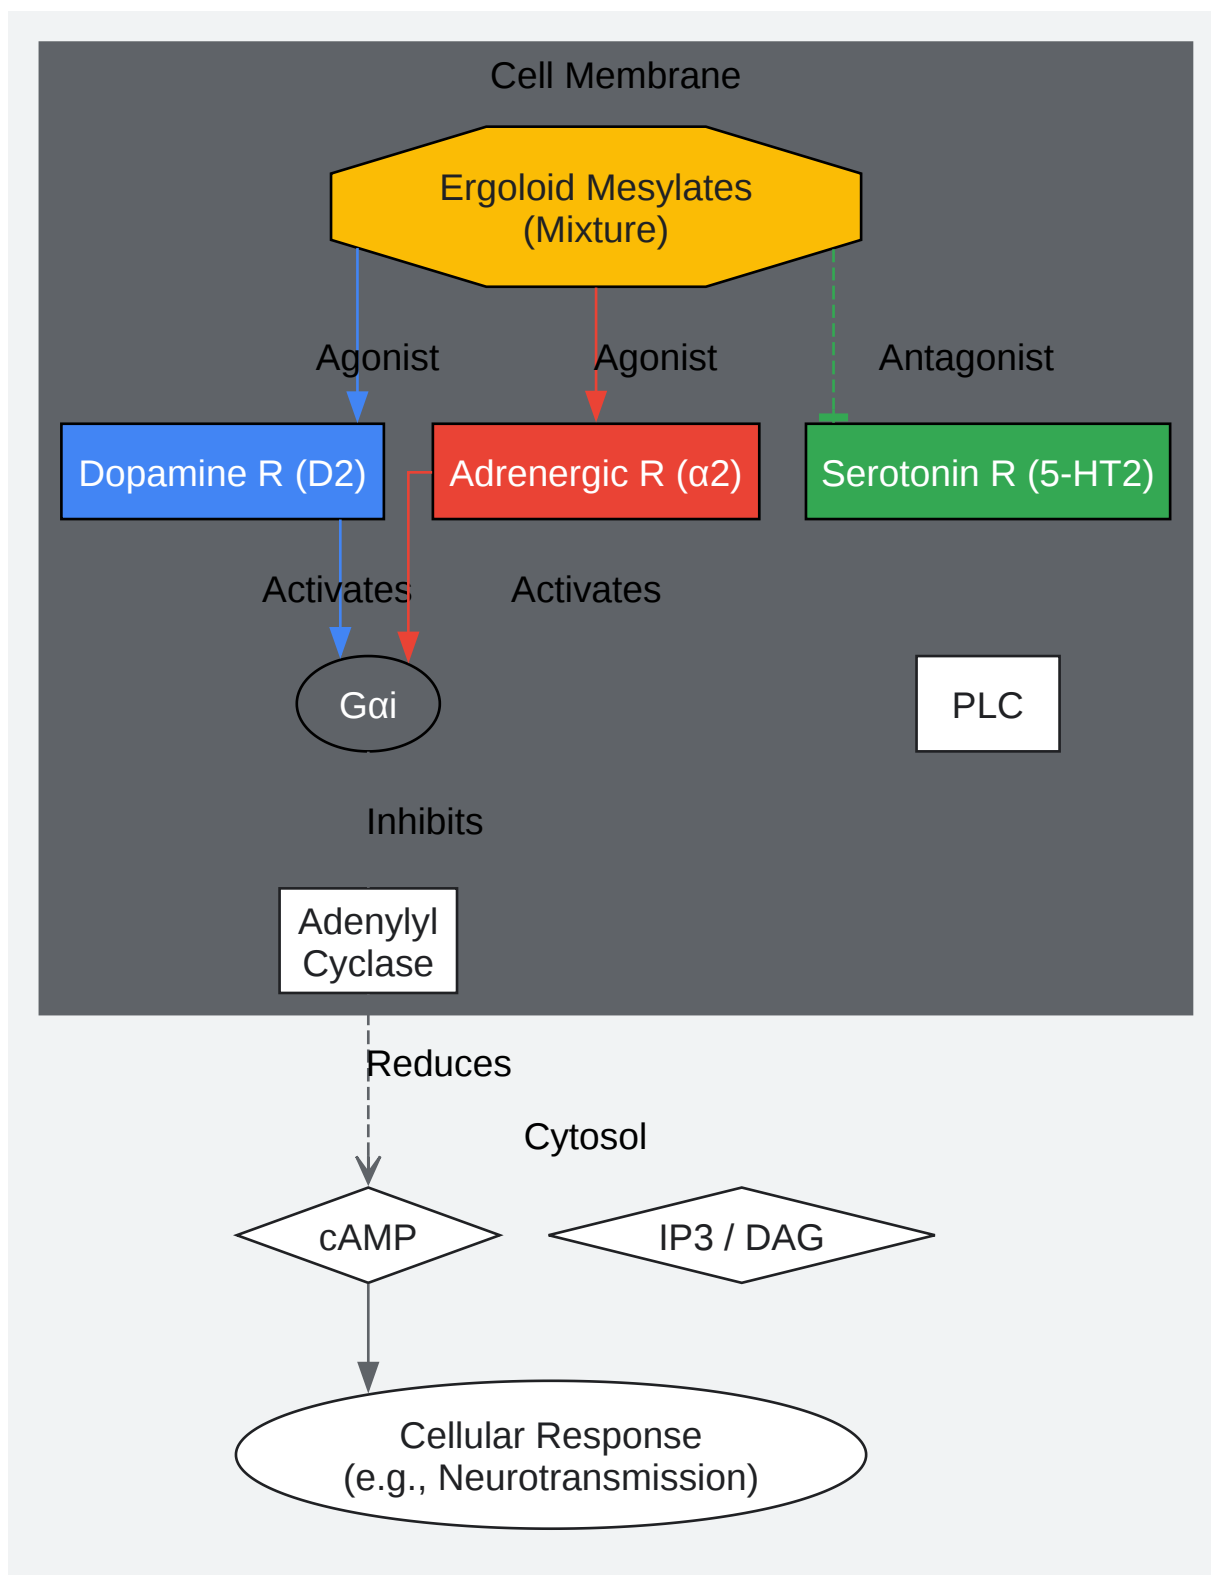 Cell Membrane
Ergoloid Mesylates
(Mixture)
Agonist
Agonist
Antagonist
Dopamine R (D2)
Adrenergic R (α2)
Serotonin R (5-HT2)
Activates
Activates
Gαi
PLC
Inhibits
Adenylyl
Cyclase
Reduces
Cytosol
cAMP
IP3 / DAG
Cellular Response
(e.g., Neurotransmission)